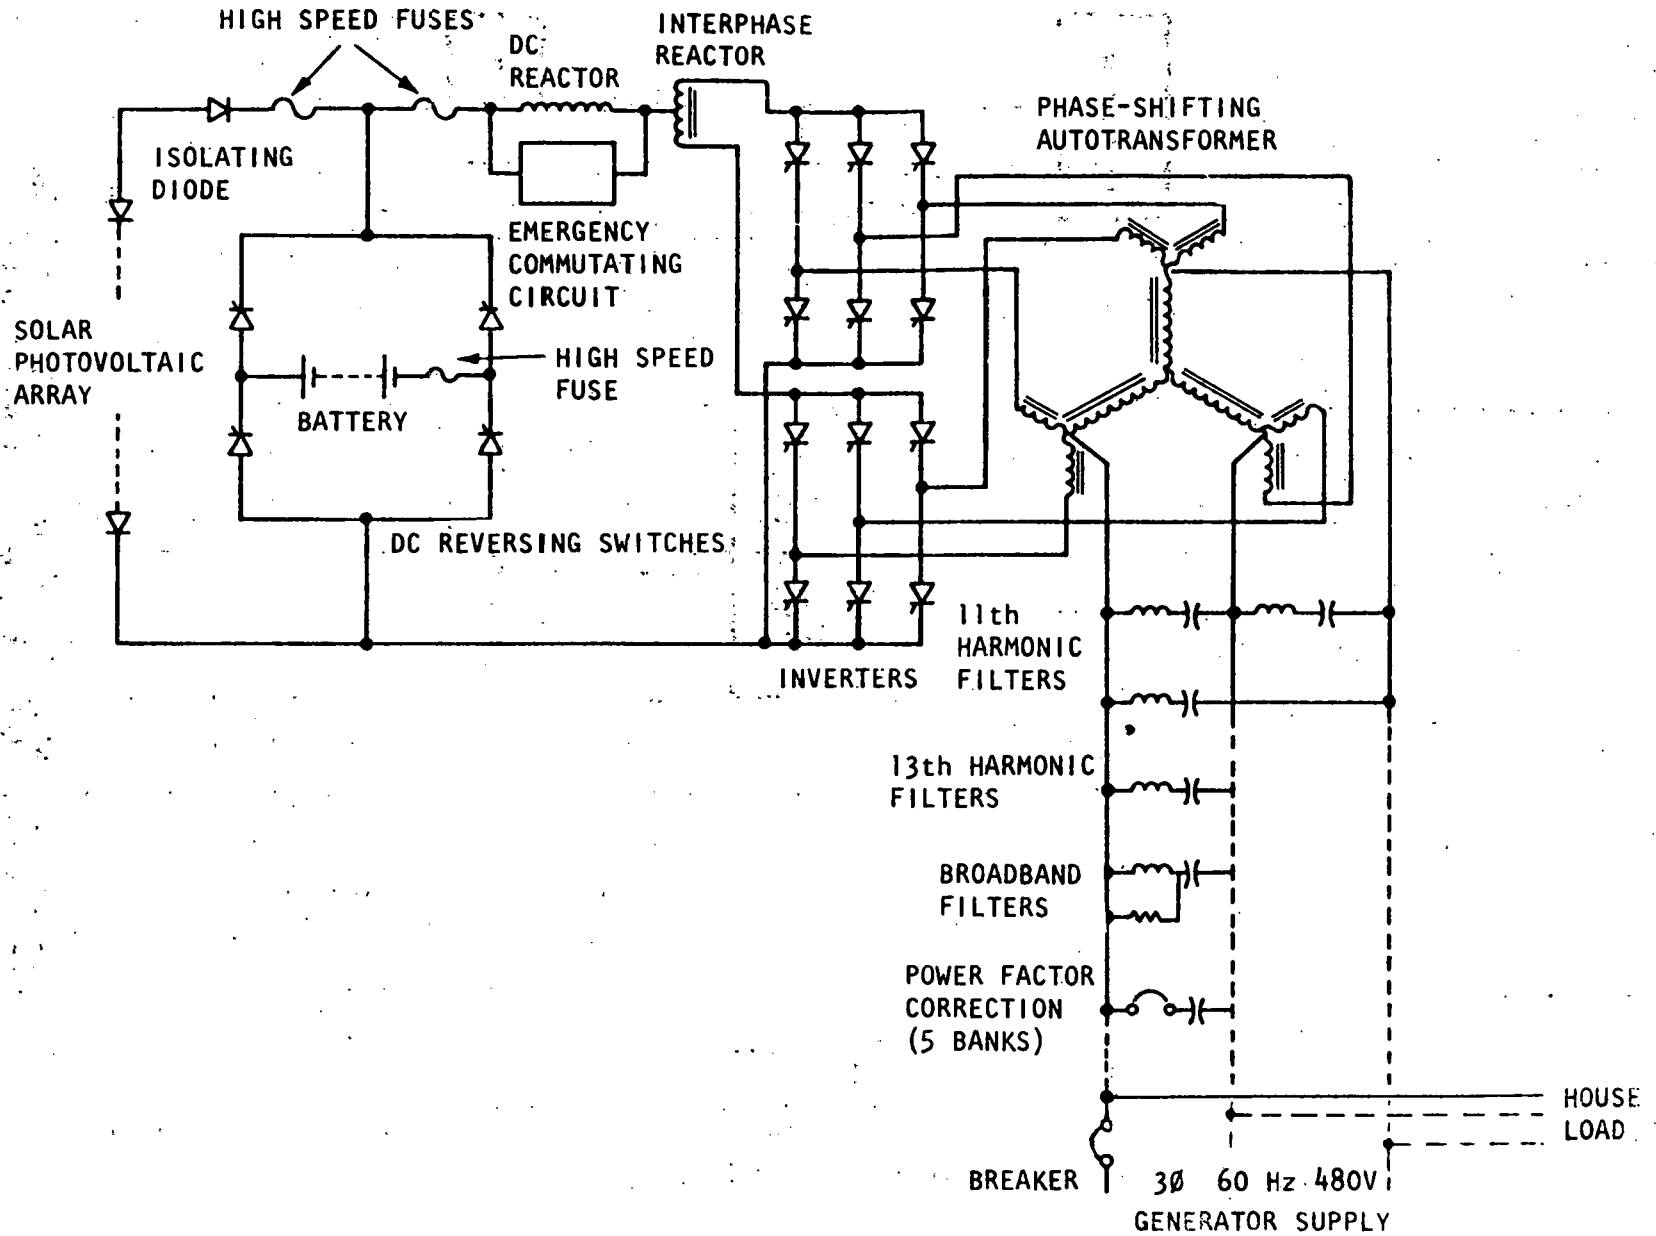 HIGH SPEED FUSES
DC
REACTOR
INTERPHASE
REACTOR
PHASE-SHIFTING
AUTOTRANSFORMER
ISOLATING
DIODE
EMERGENCY
COMMUTATING
CIRCUIT
SOLAR
PHOTOVOLTAIC
ARRAY
HIGH SPEED
FUSE
BATTERY
DC REVERSING SWITCHES
INVERTERS
11th
HARMONIC
FILTERS
13th HARMONIC
FILTERS
BROADBAND
FILTERS
POWER FACTOR
CORRECTION
(5 BANKS)
HOUSE
LOAD
BREAKER
3Ø 60 Hz 480V
GENERATOR SUPPLY